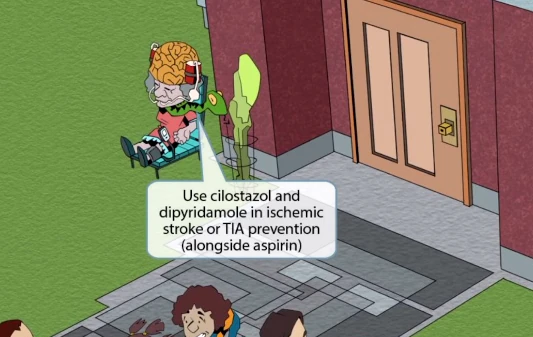 Use cilostazol and
dipyridamole in ischemic
stroke or TIA prevention
(alongside aspirin)